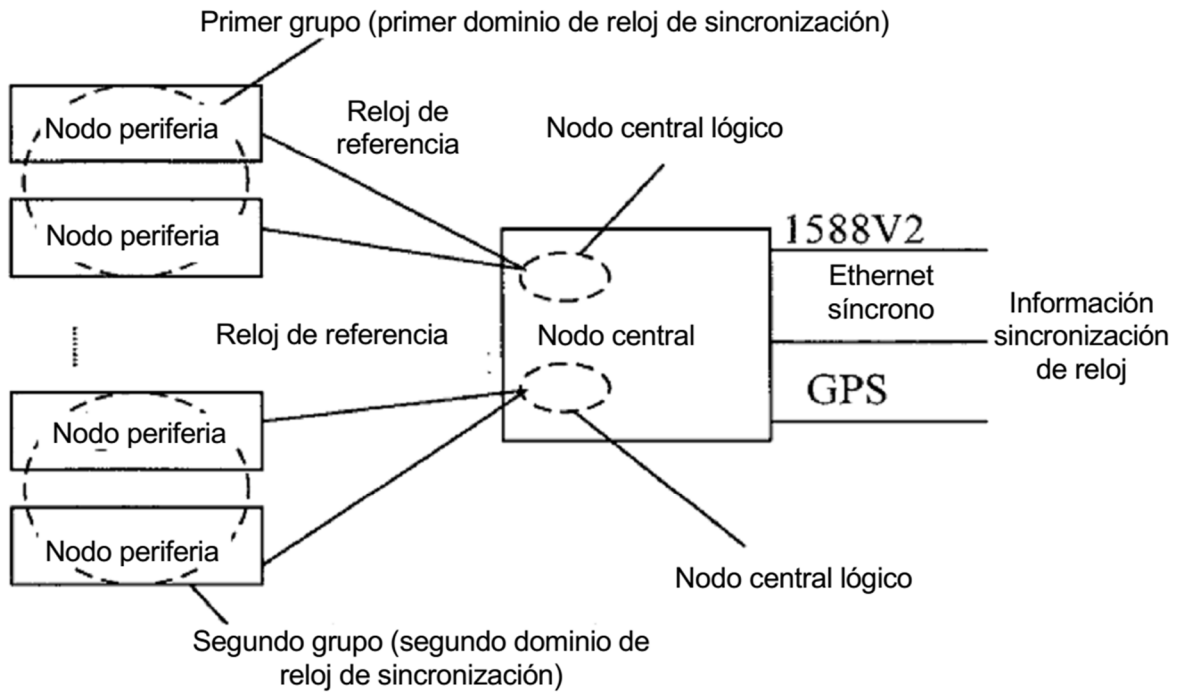 Primer grupo (primer dominio de reloj de sincronización)
Nodo periferia
Reloj de
referencia
Nodo central lógico
Nodo periferia
1588V2
Ethernet
síncrono
Información
sincronización
de reloj
Reloj de referencia
Nodo central
GPS
Nodo periferia
Nodo periferia
Nodo central lógico
Segundo grupo (segundo dominio de
reloj de sincronización)